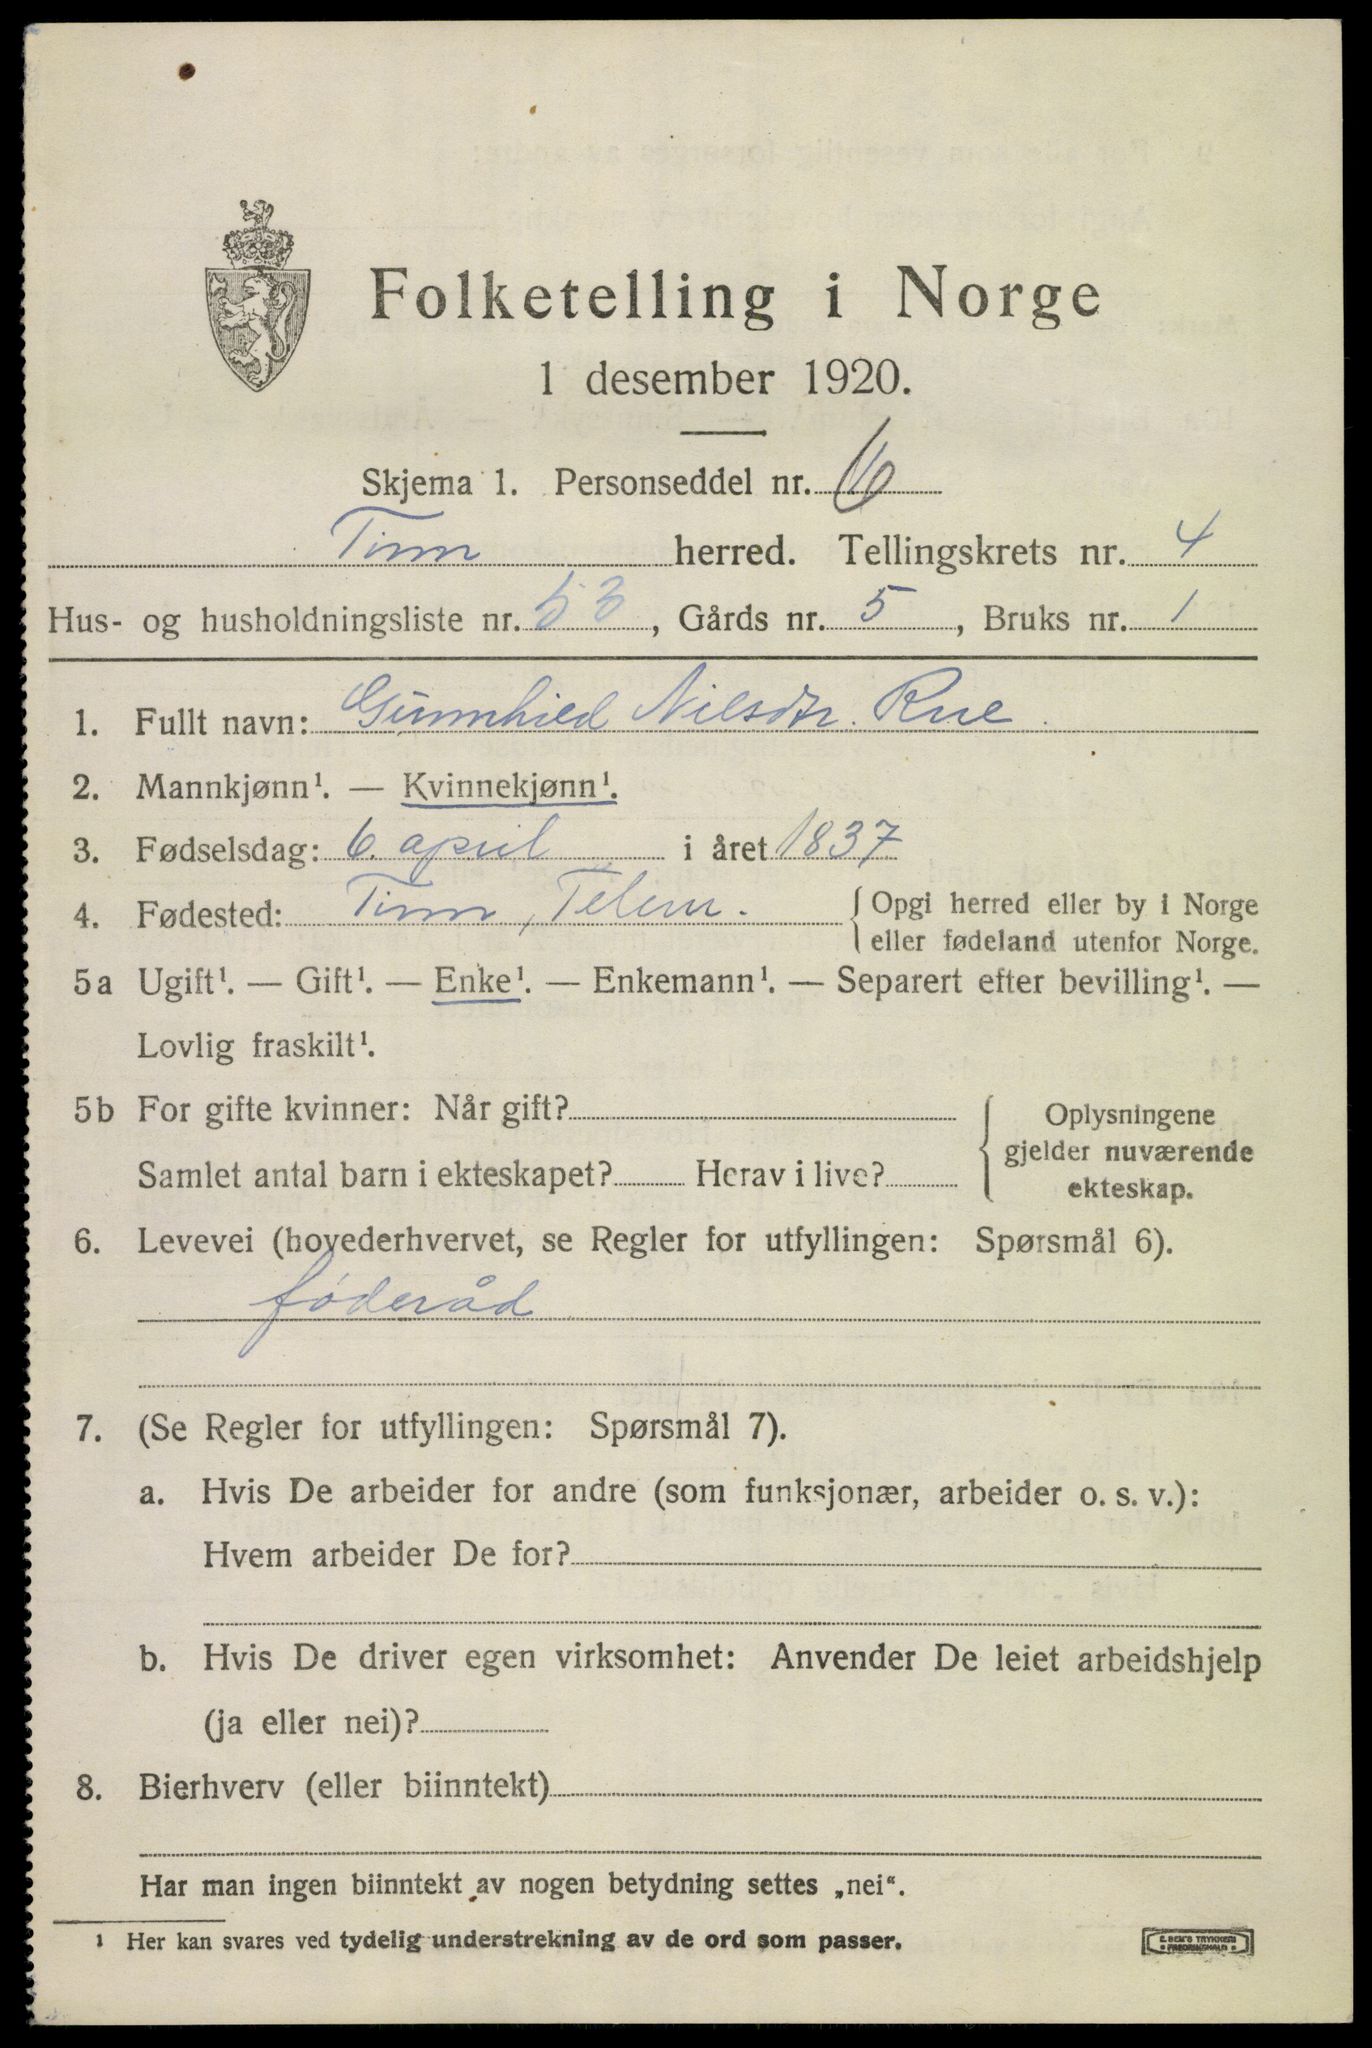 Folketelling i Norge
1 desember 1920.
Skjema 1. Personseddel nr. 6
Tinn herred. Tellingskrets nr. 4
Hus- og husholdningsliste nr. 53, Gårds nr. 5, Bruks nr. 1
1. Fullt navn: Gunnhild Nilsdtr. Rue.
2. Mannkjønn¹. — Kvinnekjønn¹.
3. Fødselsdag: 6. april i året 1837
4. Fødested: Tinn, Telem. { Opgi herred eller by i Norge
eller fødeland utenfor Norge.
5a Ugift¹. — Gift¹. — Enke¹. — Enkemann¹. — Separert efter bevilling¹. —
Lovlig fraskilt¹.
5b For gifte kvinner: Når gift?
Samlet antal barn i ekteskapet? Herav i live?
Oplysningene
gjelder nuværende
ekteskap.
6. Levevei (hovederhvervet, se Regler for utfyllingen: Spørsmål 6).
føderåd
7. (Se Regler for utfyllingen: Spørsmål 7).
a. Hvis De arbeider for andre (som funksjonær, arbeider o. s. v.):
Hvem arbeider De for?
b. Hvis De driver egen virksomhet: Anvender De leiet arbeidshjelp
(ja eller nei)?
8. Bierhverv (eller biinntekt)
Har man ingen biinntekt av nogen betydning settes „nei“.
¹ Her kan svares ved tydelig understrekning av de ord som passer.
E. SEM'S TRYKKERI
FREDRIKSHALD